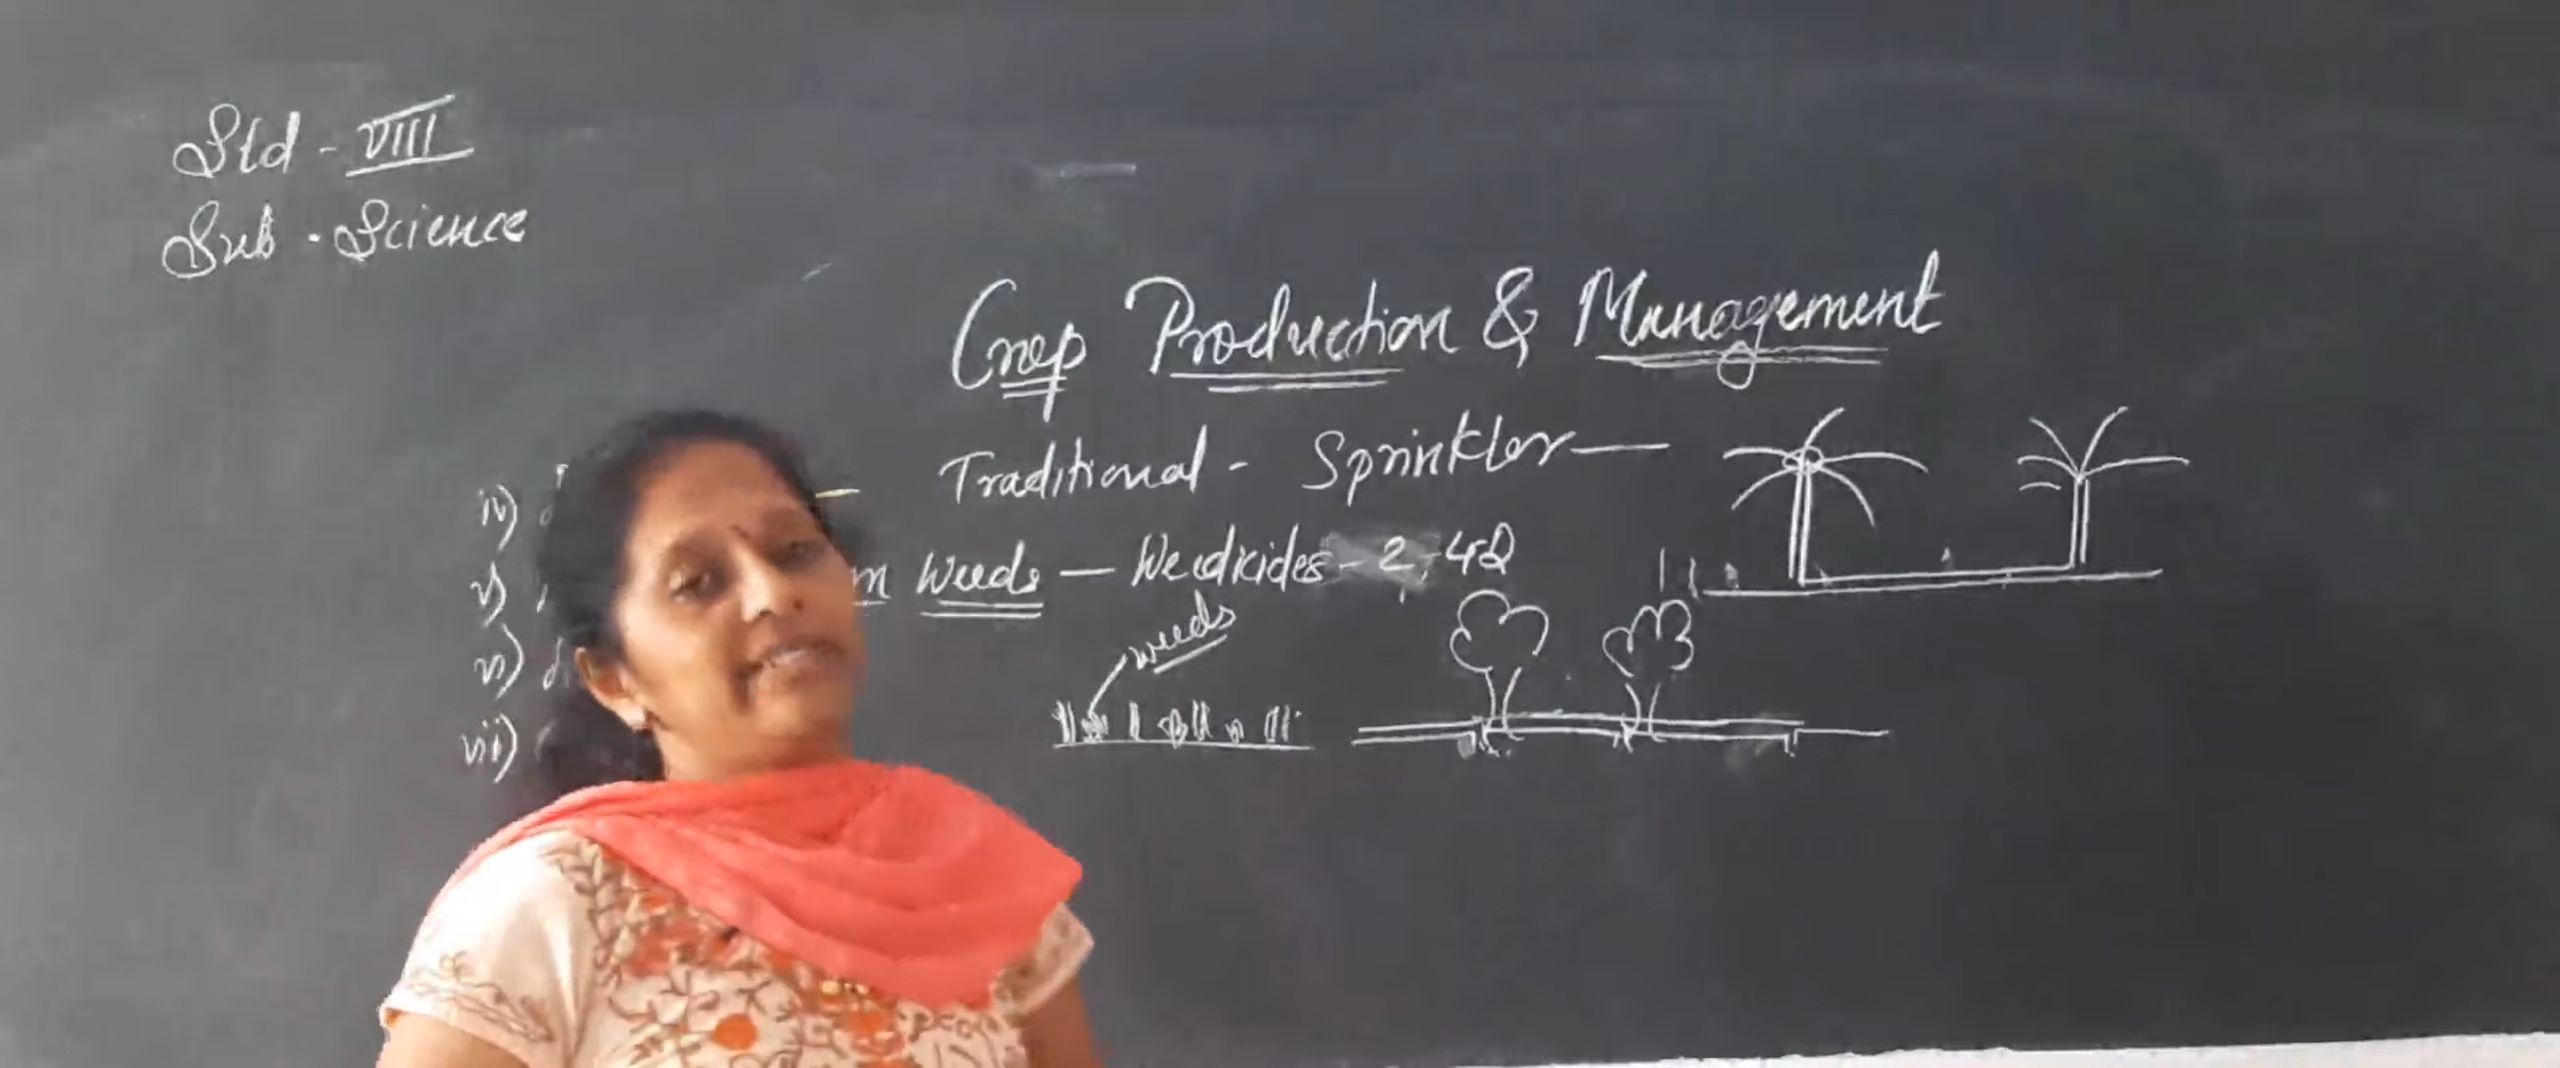 Std - VIII
Sub - Science
Crop Production & Management
iv) Traditional - Sprinkler —
v) m Weeds — Weedicides - 2,4D
weeds
vi)
vii)